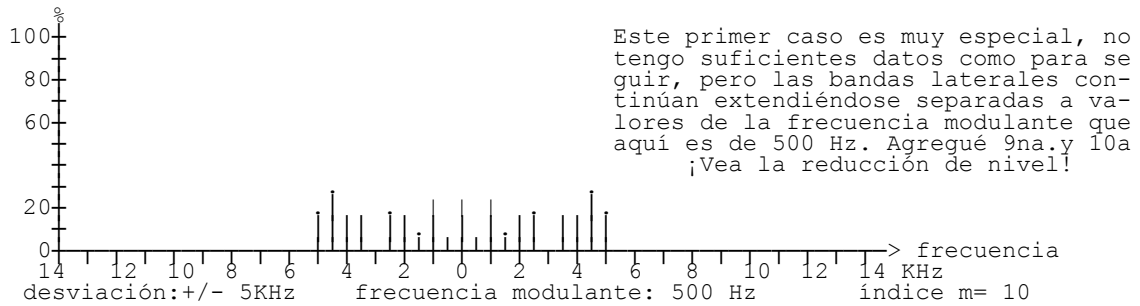 %
100
Este primer caso es muy especial, no
80
tengo suficientes datos como para se
guir, pero las bandas laterales con-
tinúan extendiéndose separadas a va-
60
lores de la frecuencia modulante que
aquí es de 500 Hz. Agregué 9na.y 10a
¡Vea la reducción de nivel!
20
0
> frecuencia
14 12 10 8 6 4 2 0 2 4 6 8 10 12 14 KHz
desviación:+/- 5KHz frecuencia modulante: 500 Hz índice m= 10